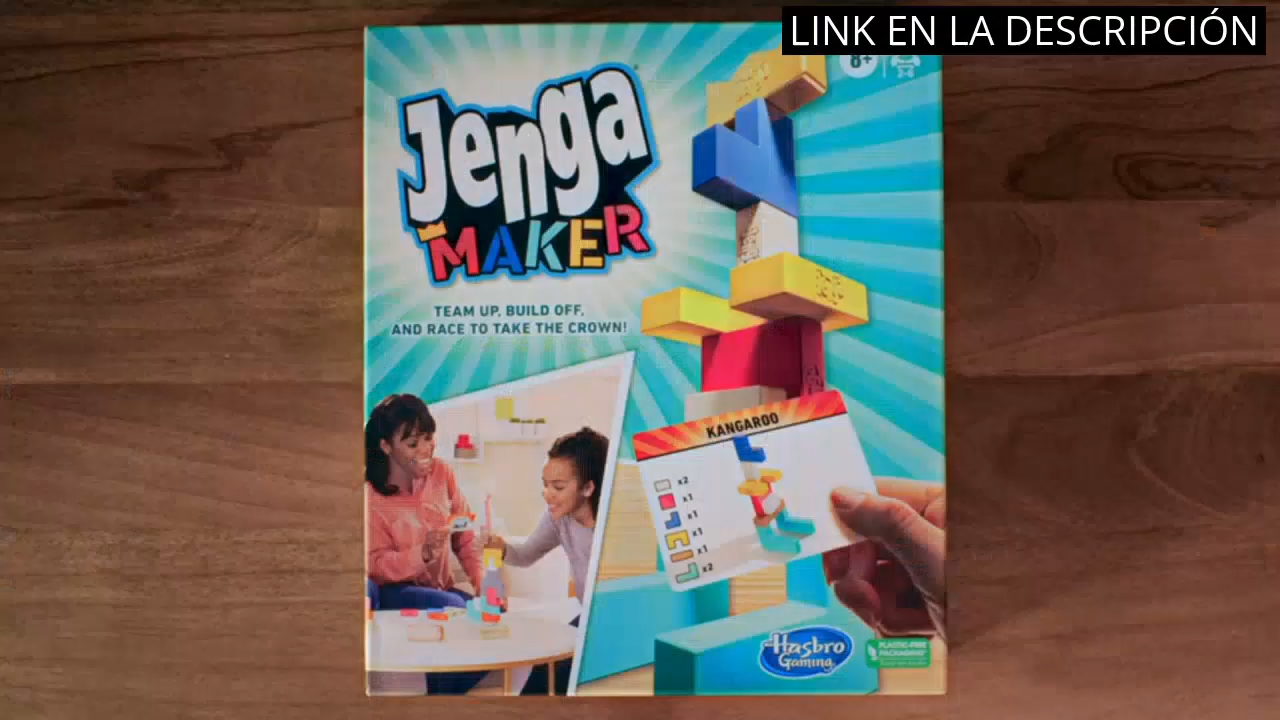 LINK EN LA DESCRIPCIÓN
8+
Jenga
MAKER
TEAM UP, BUILD OFF,
AND RACE TO TAKE THE CROWN!
KANGAROO
x2
x1
x1
x1
x1
x2
Hasbro
Gaming
PLASTIC-FREE
PACKAGING